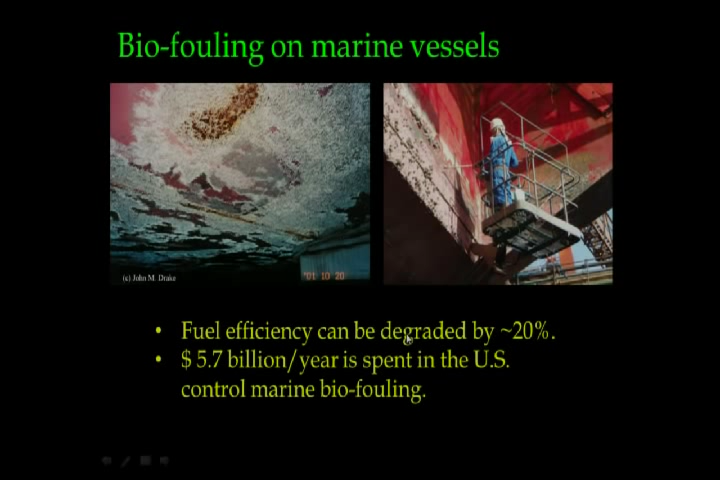 Bio-fouling on marine vessels
(c) John M. Drake
'01 10 20
• Fuel efficiency can be degraded by ~20%.
• $ 5.7 billion/year is spent in the U.S.
control marine bio-fouling.